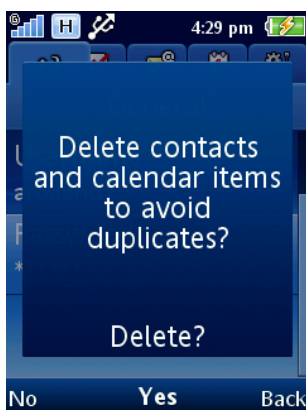 G H 4:29 pm
Delete contacts
and calendar items
to avoid
duplicates?
Delete?
No Yes Back